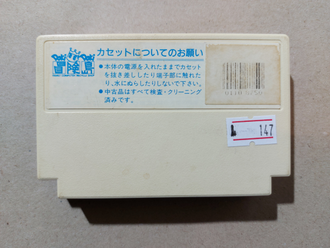 冒険島
カセットについてのお願い
●本体の電源を入れたままでカセット
を抜き差ししたり端子部に触れた
り、水にぬらしたりしないで下さい。
●中古品はすべて検査・クリーニング
済みです。
147